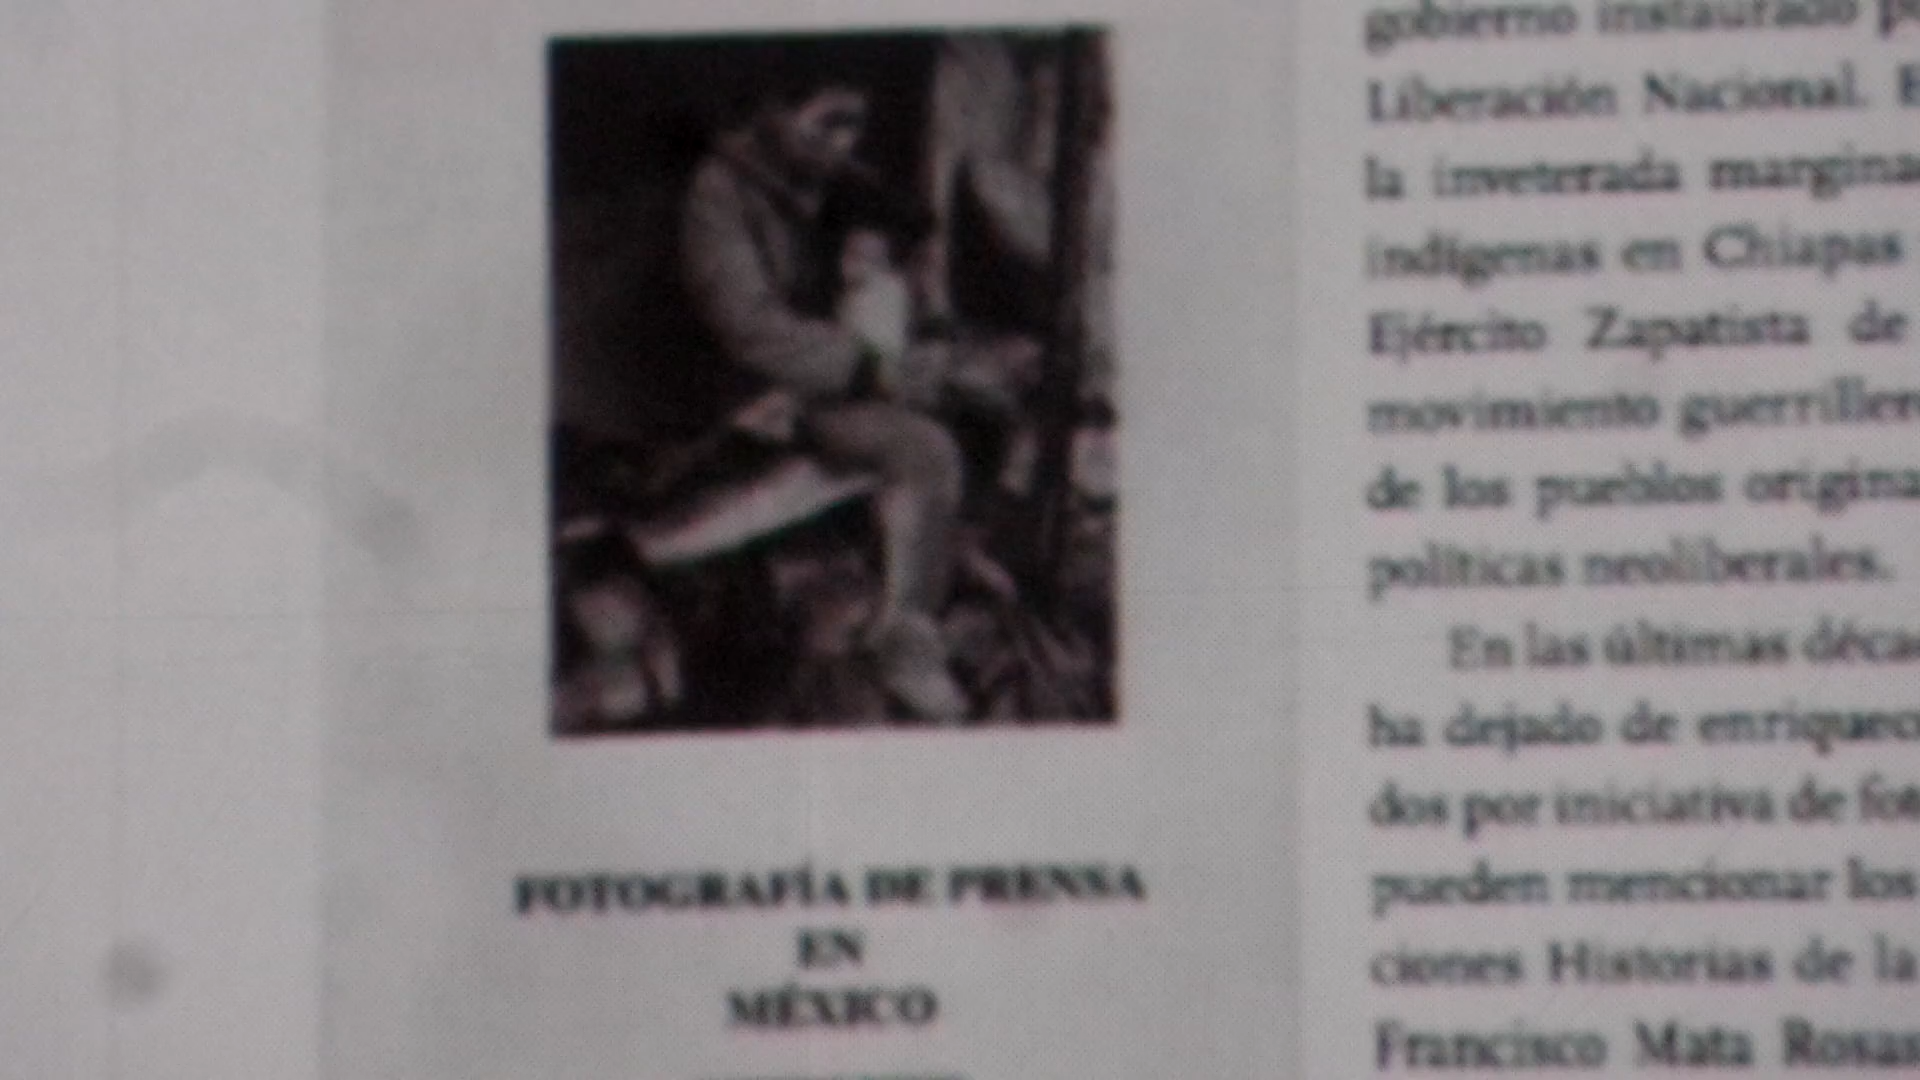 FOTOGRAFÍA DE PRENSA
EN
MÉXICO
gobierno instaurado
Liberación Nacional. E
la inveterada margina
indígenas en Chiapas
Ejército Zapatista de
movimiento guerriller
de los pueblos origina
políticas neoliberales.
En las últimas déca
ha dejado de enriquec
dos por iniciativa de fot
pueden mencionar los
ciones Historias de la
Francisco Mata Rosas